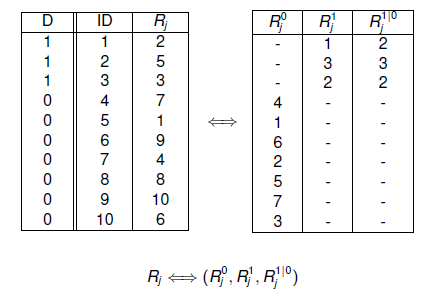 D ID R_j R_j^0 R_j^1 R_j^{1|0}
1 1 2 - 1 2
1 2 5 - 3 3
1 3 3 - 2 2
0 4 7 4 - -
0 5 1 1 - -
0 6 9 ⟺ 6 - -
0 7 4 2 - -
0 8 8 5 - -
0 9 10 7 - -
0 10 6 3 - -
R_j ⟺ (R_j^0, R_j^1, R_j^{1|0})